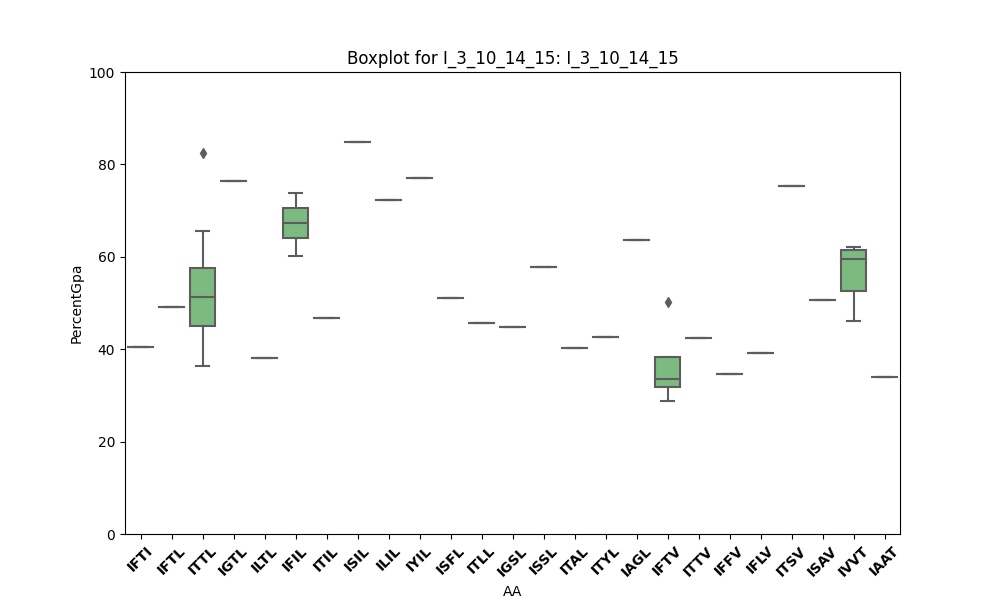 Boxplot for I_3_10_14_15: I_3_10_14_15
100
80
60
40
20
0
PercentGpa
IFTI IFTL ITTL IGTL ILTL IFIL ITIL ISIL ILIL IYIL ISFL ITLL IGSL ISSL ITAL ITYL IAGL IFTV ITTV IFFV IFLV ITSV ISAV IVVT IAAT
AA